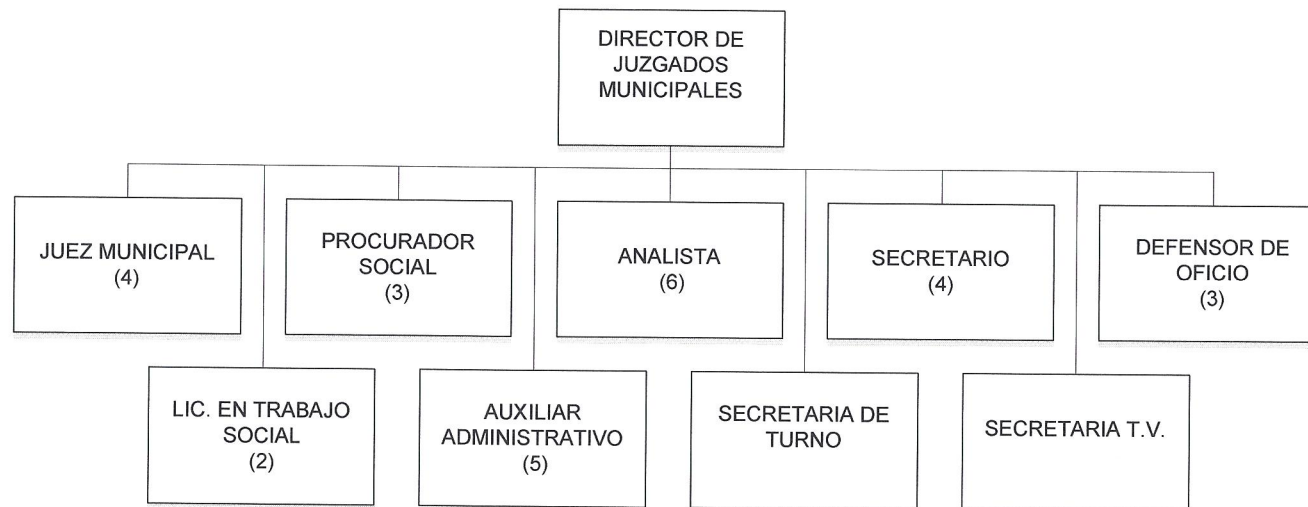 DIRECTOR DE
JUZGADOS
MUNICIPALES
JUEZ MUNICIPAL
(4)
PROCURADOR
SOCIAL
(3)
ANALISTA
(6)
SECRETARIO
(4)
DEFENSOR DE
OFICIO
(3)
LIC. EN TRABAJO
SOCIAL
(2)
AUXILIAR
ADMINISTRATIVO
(5)
SECRETARIA DE
TURNO
SECRETARIA T.V.